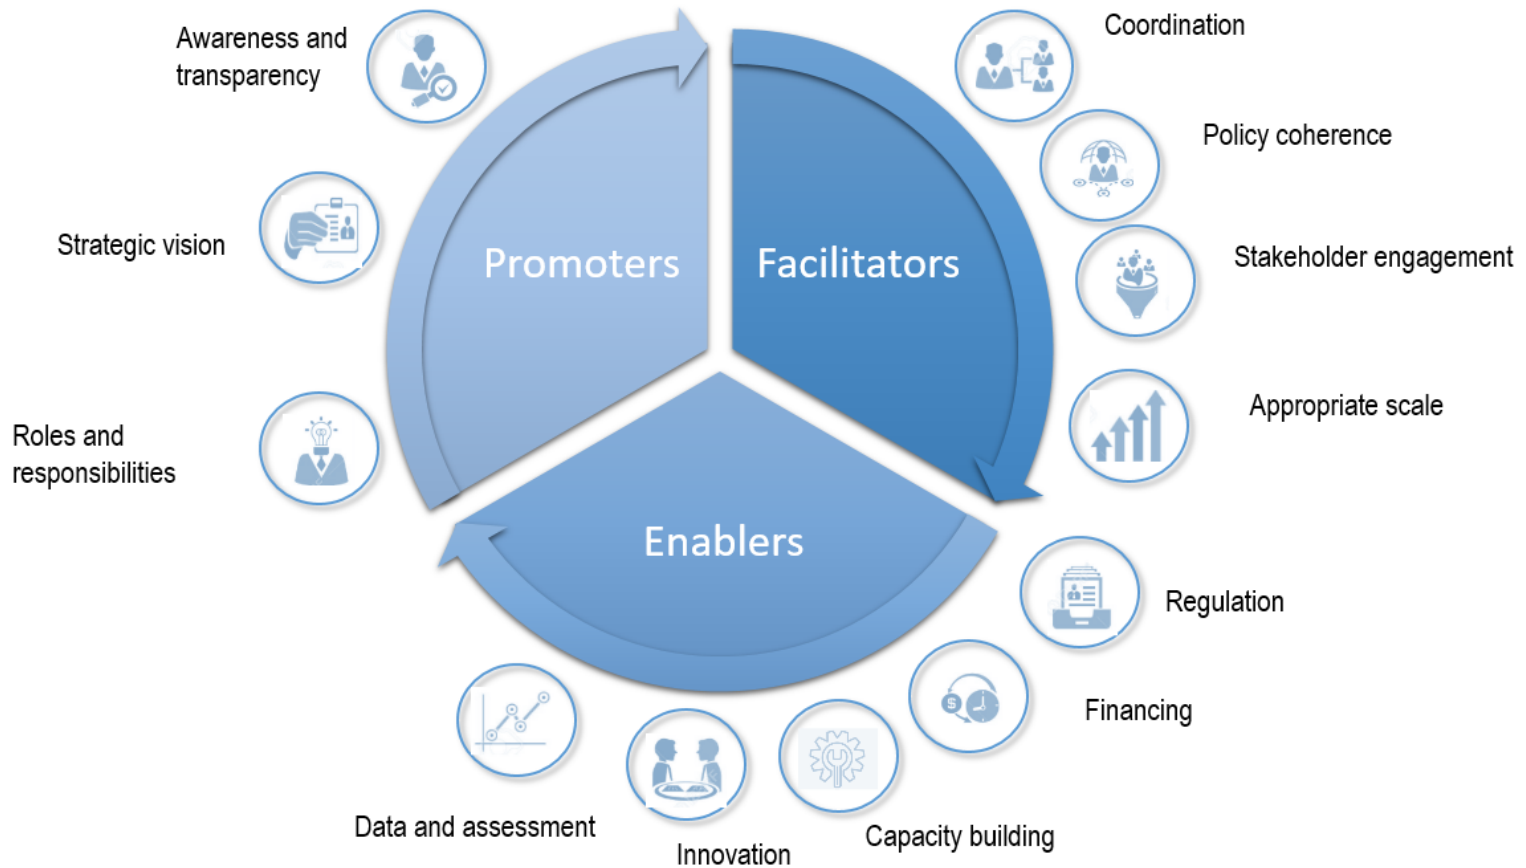 Awareness and
transparency
Strategic vision
Roles and
responsibilities
Promoters
Facilitators
Enablers
Coordination
Policy coherence
Stakeholder engagement
Appropriate scale
Regulation
Financing
Capacity building
Innovation
Data and assessment
$